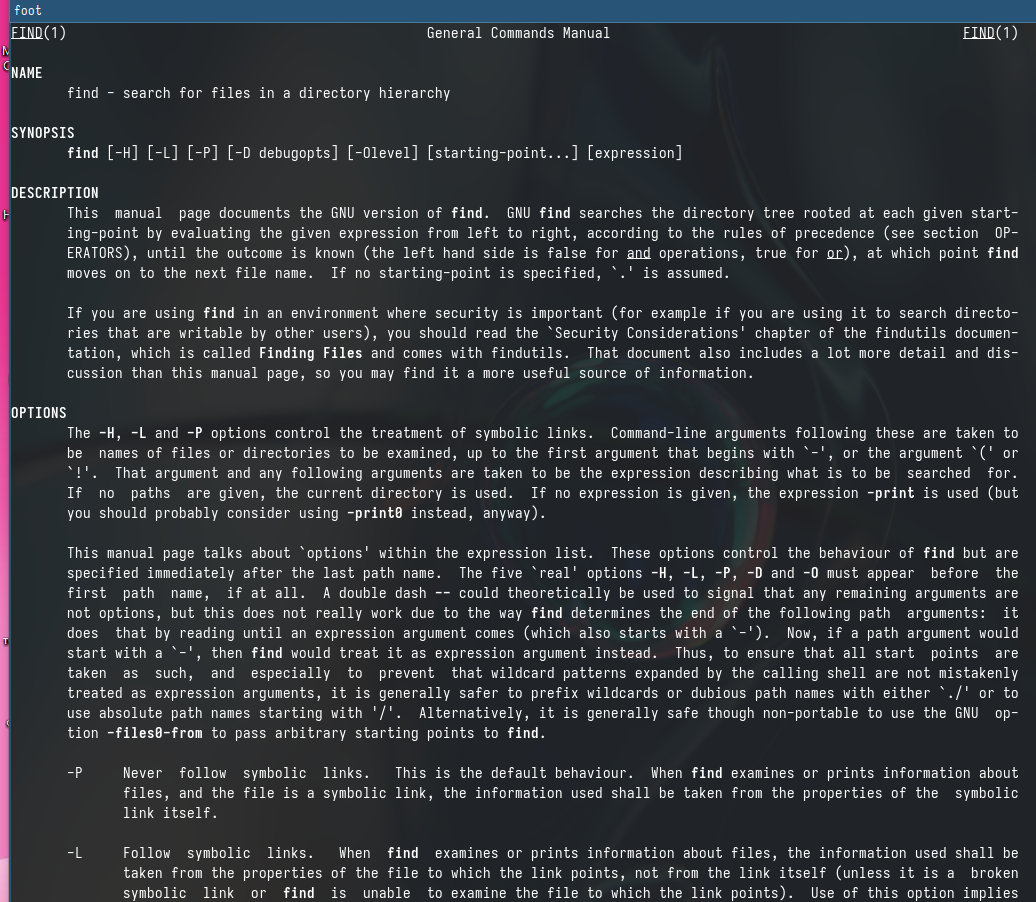 foot
FIND(1) General Commands Manual FIND(1)
NAME
find - search for files in a directory hierarchy
SYNOPSIS
find [-H] [-L] [-P] [-D debugopts] [-Olevel] [starting-point...] [expression]
DESCRIPTION
This manual page documents the GNU version of find. GNU find searches the directory tree rooted at each given start-
ing-point by evaluating the given expression from left to right, according to the rules of precedence (see section OP-
ERATORS), until the outcome is known (the left hand side is false for and operations, true for or), at which point find
moves on to the next file name. If no starting-point is specified, `.' is assumed.
If you are using find in an environment where security is important (for example if you are using it to search directo-
ries that are writable by other users), you should read the `Security Considerations' chapter of the findutils documen-
tation, which is called Finding Files and comes with findutils. That document also includes a lot more detail and dis-
cussion than this manual page, so you may find it a more useful source of information.
OPTIONS
The -H, -L and -P options control the treatment of symbolic links. Command-line arguments following these are taken to
be names of files or directories to be examined, up to the first argument that begins with `-', or the argument `(' or
`!'. That argument and any following arguments are taken to be the expression describing what is to be searched for.
If no paths are given, the current directory is used. If no expression is given, the expression -print is used (but
you should probably consider using -print0 instead, anyway).
This manual page talks about `options' within the expression list. These options control the behaviour of find but are
specified immediately after the last path name. The five `real' options -H, -L, -P, -D and -O must appear before the
first path name, if at all. A double dash -- could theoretically be used to signal that any remaining arguments are
not options, but this does not really work due to the way find determines the end of the following path arguments: it
does that by reading until an expression argument comes (which also starts with a `-'). Now, if a path argument would
start with a `-', then find would treat it as expression argument instead. Thus, to ensure that all start points are
taken as such, and especially to prevent that wildcard patterns expanded by the calling shell are not mistakenly
treated as expression arguments, it is generally safer to prefix wildcards or dubious path names with either `./' or to
use absolute path names starting with '/'. Alternatively, it is generally safe though non-portable to use the GNU op-
tion -files0-from to pass arbitrary starting points to find.
-P Never follow symbolic links. This is the default behaviour. When find examines or prints information about
files, and the file is a symbolic link, the information used shall be taken from the properties of the symbolic
link itself.
-L Follow symbolic links. When find examines or prints information about files, the information used shall be
taken from the properties of the file to which the link points, not from the link itself (unless it is a broken
symbolic link or find is unable to examine the file to which the link points). Use of this option implies